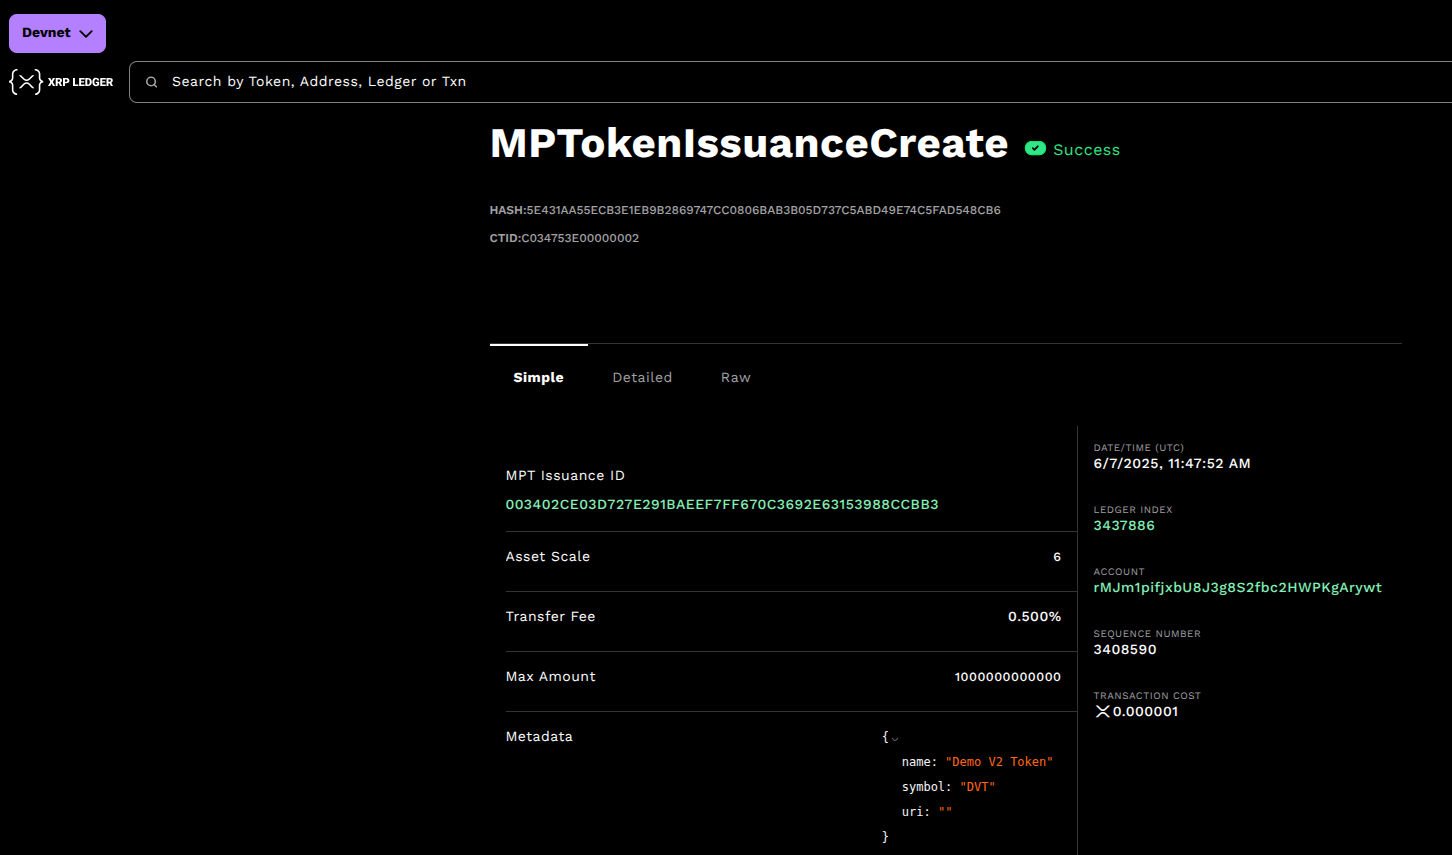 Devnet
XRP LEDGER
Search by Token, Address, Ledger or Txn
MPTokenIssuanceCreate Success
HASH:5E431AA55ECB3E1EB9B2869747CC0806BAB3B05D737C5ABD49E74C5FAD548CB6
CTID:C034753E00000002
Simple Detailed Raw
MPT Issuance ID
003402CE03D727E291BAEEF7FF670C3692E63153988CCBB3
Asset Scale 6
Transfer Fee 0.500%
Max Amount 1000000000000
Metadata {
name: "Demo V2 Token"
symbol: "DVT"
uri: ""
}
DATE/TIME (UTC)
6/7/2025, 11:47:52 AM
LEDGER INDEX
3437886
ACCOUNT
rMJm1pifjxbU8J3g8S2fbc2HWPKgArywt
SEQUENCE NUMBER
3408590
TRANSACTION COST
0.000001